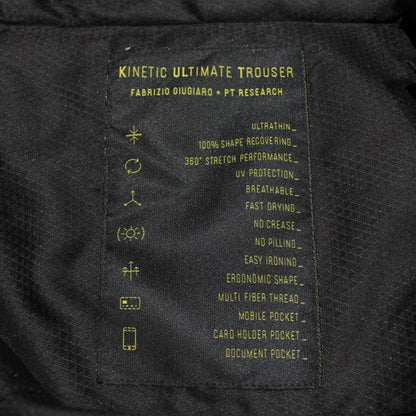 KINETIC ULTIMATE TROUSER
FABRIZIO GIUGIARO + PT RESEARCH
ULTRATHIN_
100% SHAPE RECOVERING_
360° STRETCH PERFORMANCE_
UV PROTECTION_
BREATHABLE_
FAST DRYING_
NO CREASE_
NO PILLING_
EASY IRONING_
ERGONOMIC SHAPE_
MULTI FIBER THREAD_
MOBILE POCKET_
CARD HOLDER POCKET_
DOCUMENT POCKET_